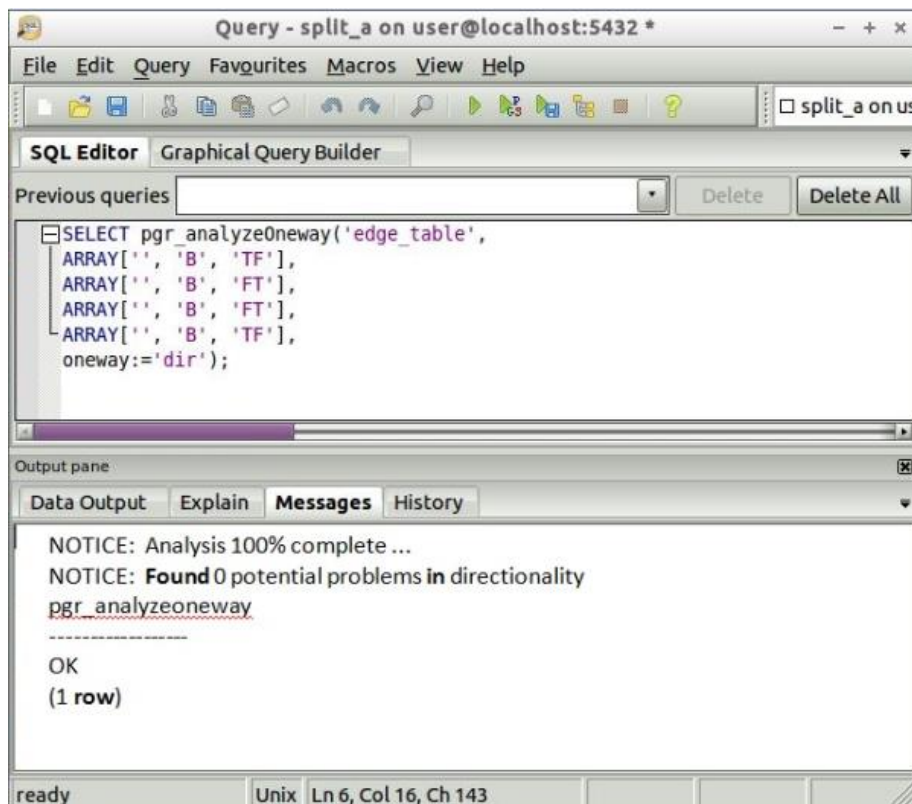 Query - split_a on user@localhost:5432 *
File Edit Query Favourites Macros View Help
split_a on us
SQL Editor Graphical Query Builder
Previous queries Delete Delete All
SELECT pgr_analyzeOneway('edge_table',
ARRAY['', 'B', 'TF'],
ARRAY['', 'B', 'FT'],
ARRAY['', 'B', 'FT'],
ARRAY['', 'B', 'TF'],
oneway:='dir');
Output pane
Data Output Explain Messages History
NOTICE: Analysis 100% complete ...
NOTICE: Found 0 potential problems in directionality
pgr_analyzeoneway
------------------
OK
(1 row)
ready Unix Ln 6, Col 16, Ch 143